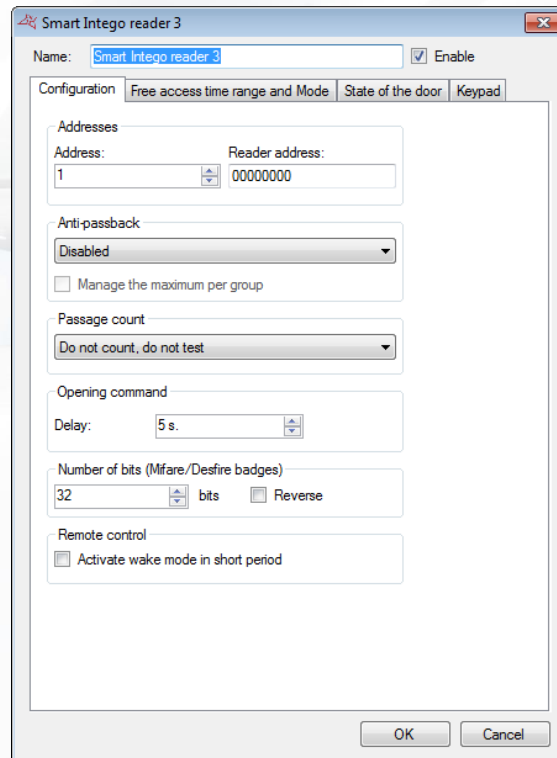 Smart Intego reader 3
Name: Smart Intego reader 3 Enable
Configuration Free access time range and Mode State of the door Keypad
Addresses
Address: Reader address:
1 00000000
Anti-passback
Disabled
Manage the maximum per group
Passage count
Do not count, do not test
Opening command
Delay: 5 s.
Number of bits (Mifare/Desfire badges)
32 bits Reverse
Remote control
Activate wake mode in short period
OK Cancel